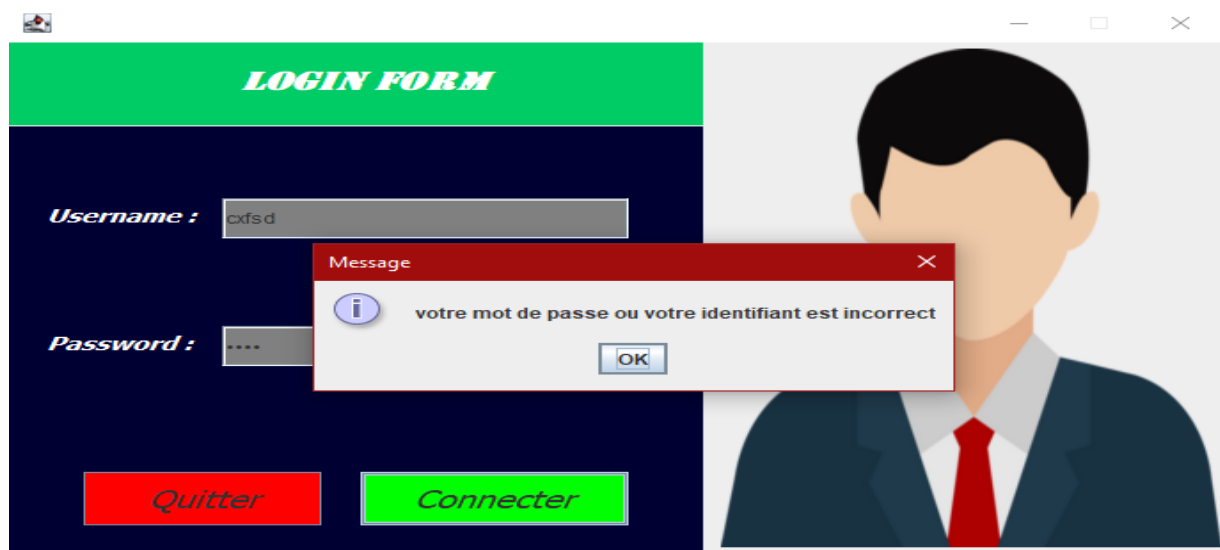 LOGIN FORM
Username :
cxfsd
Message
votre mot de passe ou votre identifiant est incorrect
OK
Password :
Quitter
Connecter